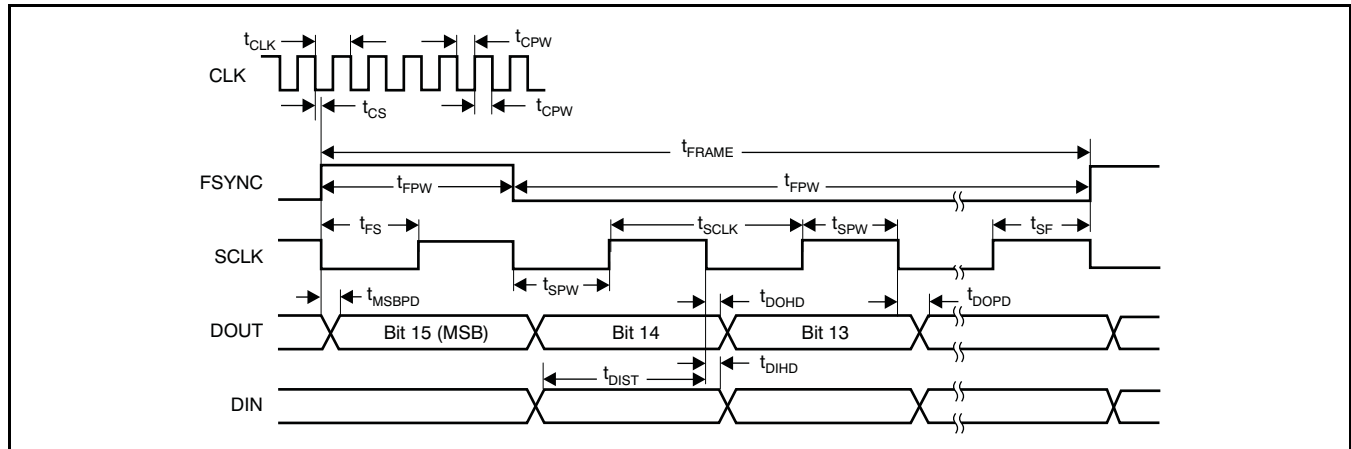 tCLK
tCPW
CLK
tCS
tCPW
tFRAME
FSYNC
tFPW
tFPW
tFS
tSCLK
tSPW
tSF
SCLK
tSPW
tMSBPD
tDOHD
tDOPD
DOUT
Bit 15 (MSB)
Bit 14
Bit 13
tDIST
tDIHD
DIN